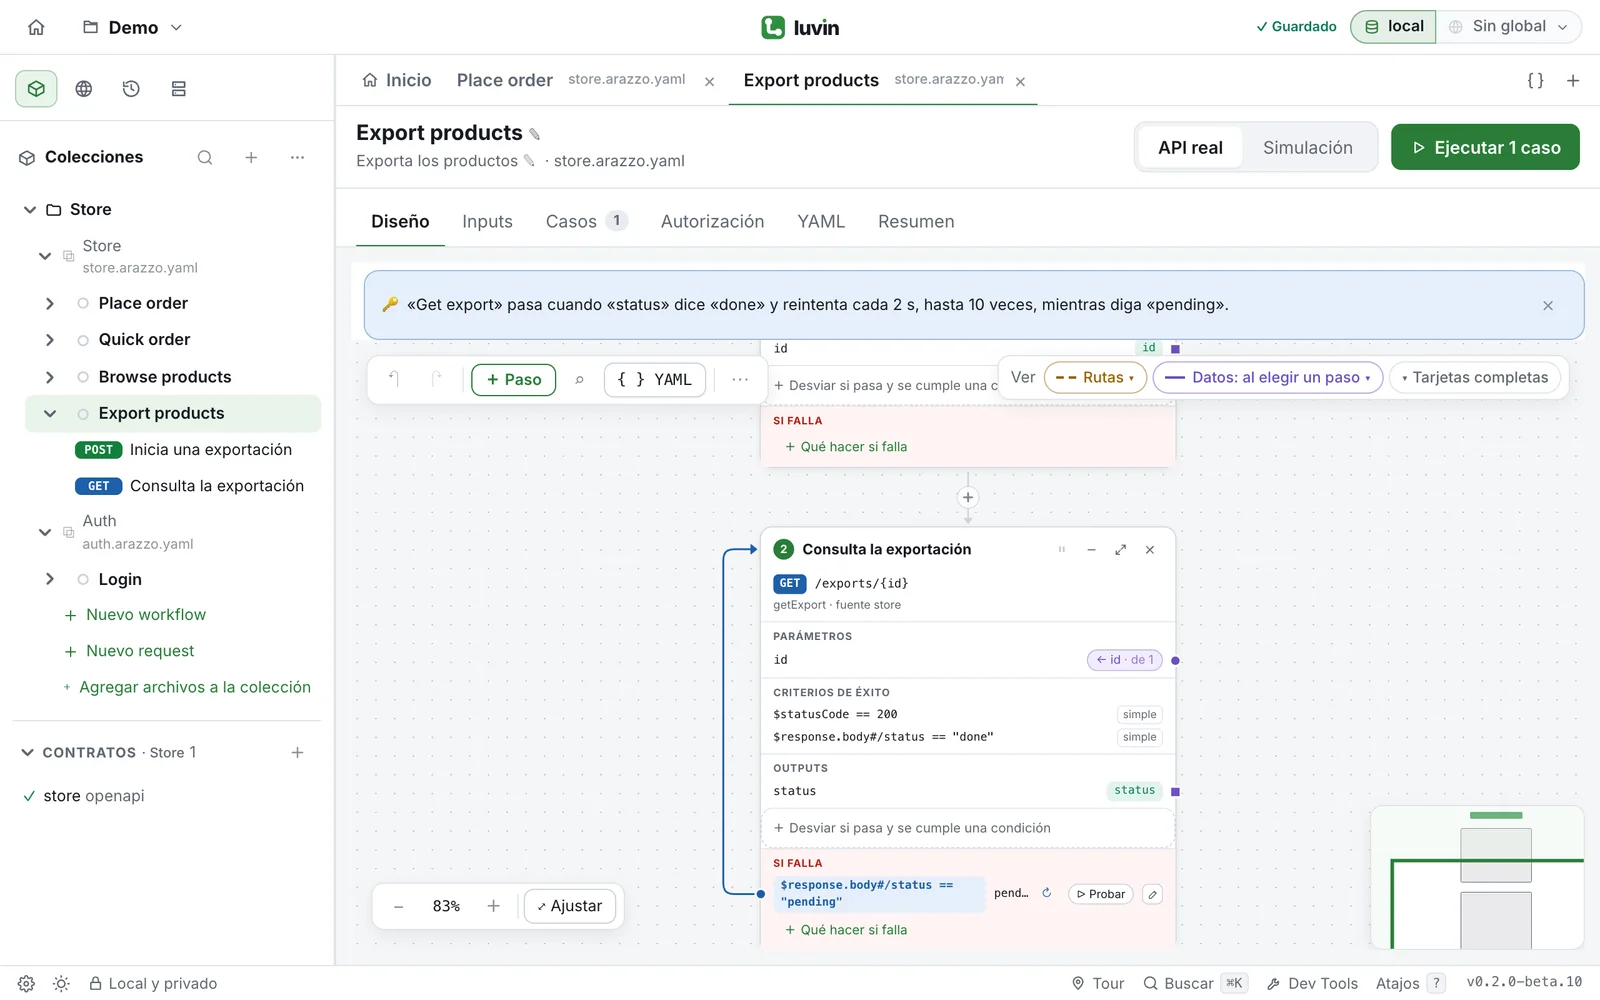 Demo
luvin
Guardado
local
Sin global
Inicio
Place order store.arazzo.yaml
Export products store.arazzo.yam
Colecciones
Store
Store
store.arazzo.yaml
Place order
Quick order
Browse products
Export products
POST Inicia una exportación
GET Consulta la exportación
Auth
auth.arazzo.yaml
Login
+ Nuevo workflow
+ Nuevo request
+ Agregar archivos a la colección
CONTRATOS · Store 1
store openapi
Export products
Exporta los productos · store.arazzo.yaml
API real
Simulación
Ejecutar 1 caso
Diseño
Inputs
Casos 1
Autorización
YAML
Resumen
«Get export» pasa cuando «status» dice «done» y reintenta cada 2 s, hasta 10 veces, mientras diga «pending».
id
id
+ Paso
{ } YAML
+ Desviar si pasa y se cumple una c
Ver
Rutas
Datos: al elegir un paso
Tarjetas completas
SI FALLA
+ Qué hacer si falla
2 Consulta la exportación
GET /exports/{id}
getExport · fuente store
PARÁMETROS
id
← id · de 1
CRITERIOS DE ÉXITO
$statusCode == 200
simple
$response.body#/status == "done"
simple
OUTPUTS
status
status
+ Desviar si pasa y se cumple una condición
SI FALLA
$response.body#/status ==
"pending"
pend…
Probar
+ Qué hacer si falla
− 83% +
Ajustar
Local y privado
Tour
Buscar ⌘K
Dev Tools
Atajos ?
v0.2.0-beta.10